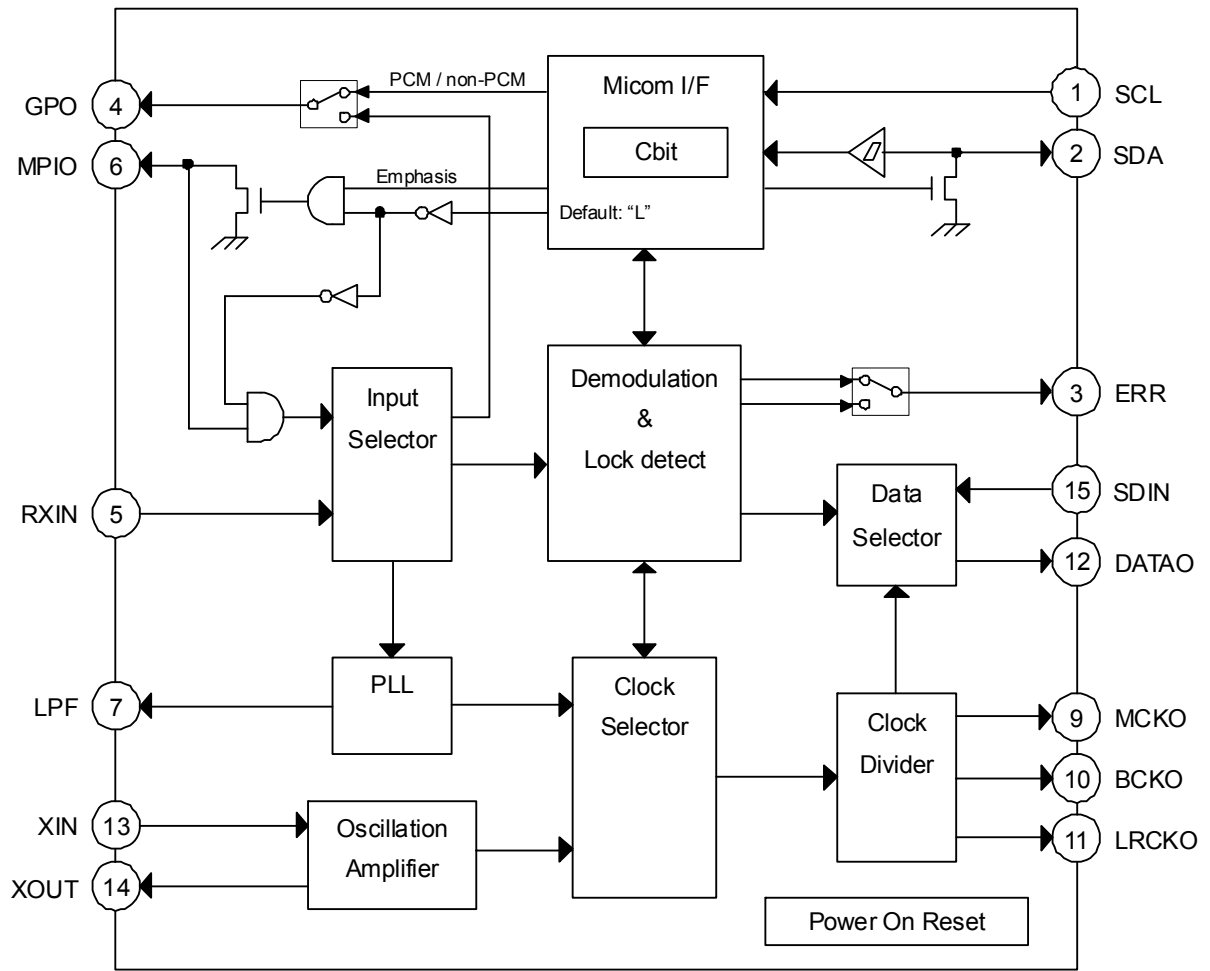 PCM / non-PCM
Micom I/F
GPO
4
1
SCL
Cbit
MPIO
6
2
SDA
Emphasis
Default: “L”
Demodulation
&
Lock detect
Input
Selector
3
ERR
RXIN
5
Data
Selector
15
SDIN
12
DATAO
LPF
7
PLL
Clock
Selector
Clock
Divider
9
MCKO
10
BCKO
11
LRCKO
XIN
13
XOUT
14
Oscillation
Amplifier
Power On Reset